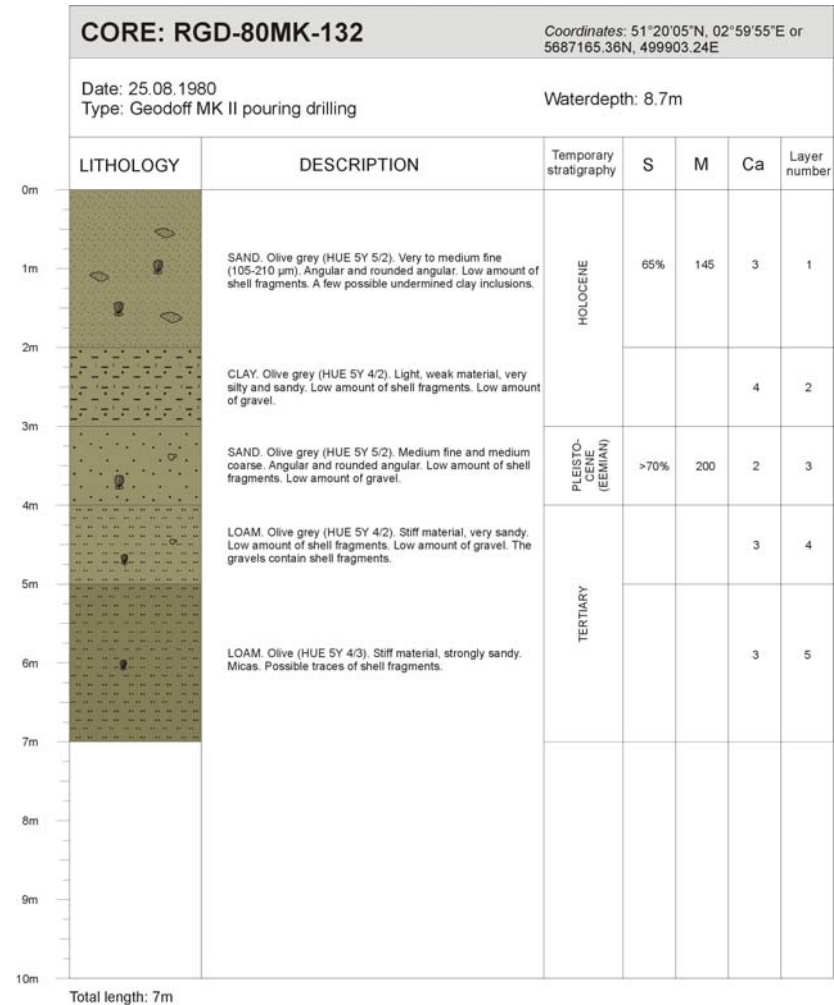 CORE: RGD-80MK-132
Coordinates: 51°20'05"N, 02°59'55"E or
5687165.36N, 499903.24E
Date: 25.08.1980
Type: Geodoff MK II pouring drilling
Waterdepth: 8.7m
LITHOLOGY
DESCRIPTION
Temporary
stratigraphy
S
M
Ca
Layer
number
0m
SAND. Olive grey (HUE 5Y 5/2). Very to medium fine
(105-210 µm). Angular and rounded angular. Low amount of
shell fragments. A few possible undermined clay inclusions.
HOLOCENE
65%
145
3
1
1m
2m
CLAY. Olive grey (HUE 5Y 4/2). Light, weak material, very
silty and sandy. Low amount of shell fragments. Low amount
of gravel.
4
2
3m
SAND. Olive grey (HUE 5Y 5/2). Medium fine and medium
coarse. Angular and rounded angular. Low amount of shell
fragments. Low amount of gravel.
PLEISTO-
CENE
(EEMIAN)
>70%
200
2
3
4m
LOAM. Olive grey (HUE 5Y 4/2). Stiff material, very sandy.
Low amount of shell fragments. Low amount of gravel. The
gravels contain shell fragments.
3
4
5m
TERTIARY
LOAM. Olive (HUE 5Y 4/3). Stiff material, strongly sandy.
Micas. Possible traces of shell fragments.
3
5
6m
7m
8m
9m
10m
Total length: 7m